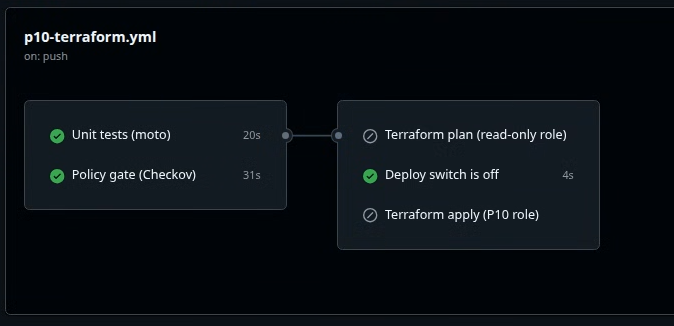 p10-terraform.yml
on: push
Unit tests (moto) 20s
Policy gate (Checkov) 31s
Terraform plan (read-only role)
Deploy switch is off 4s
Terraform apply (P10 role)